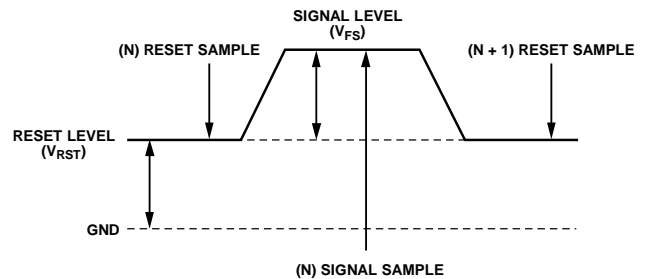 SIGNAL LEVEL
(VFS)
(N) RESET SAMPLE
(N + 1) RESET SAMPLE
RESET LEVEL
(VRST)
GND
(N) SIGNAL SAMPLE